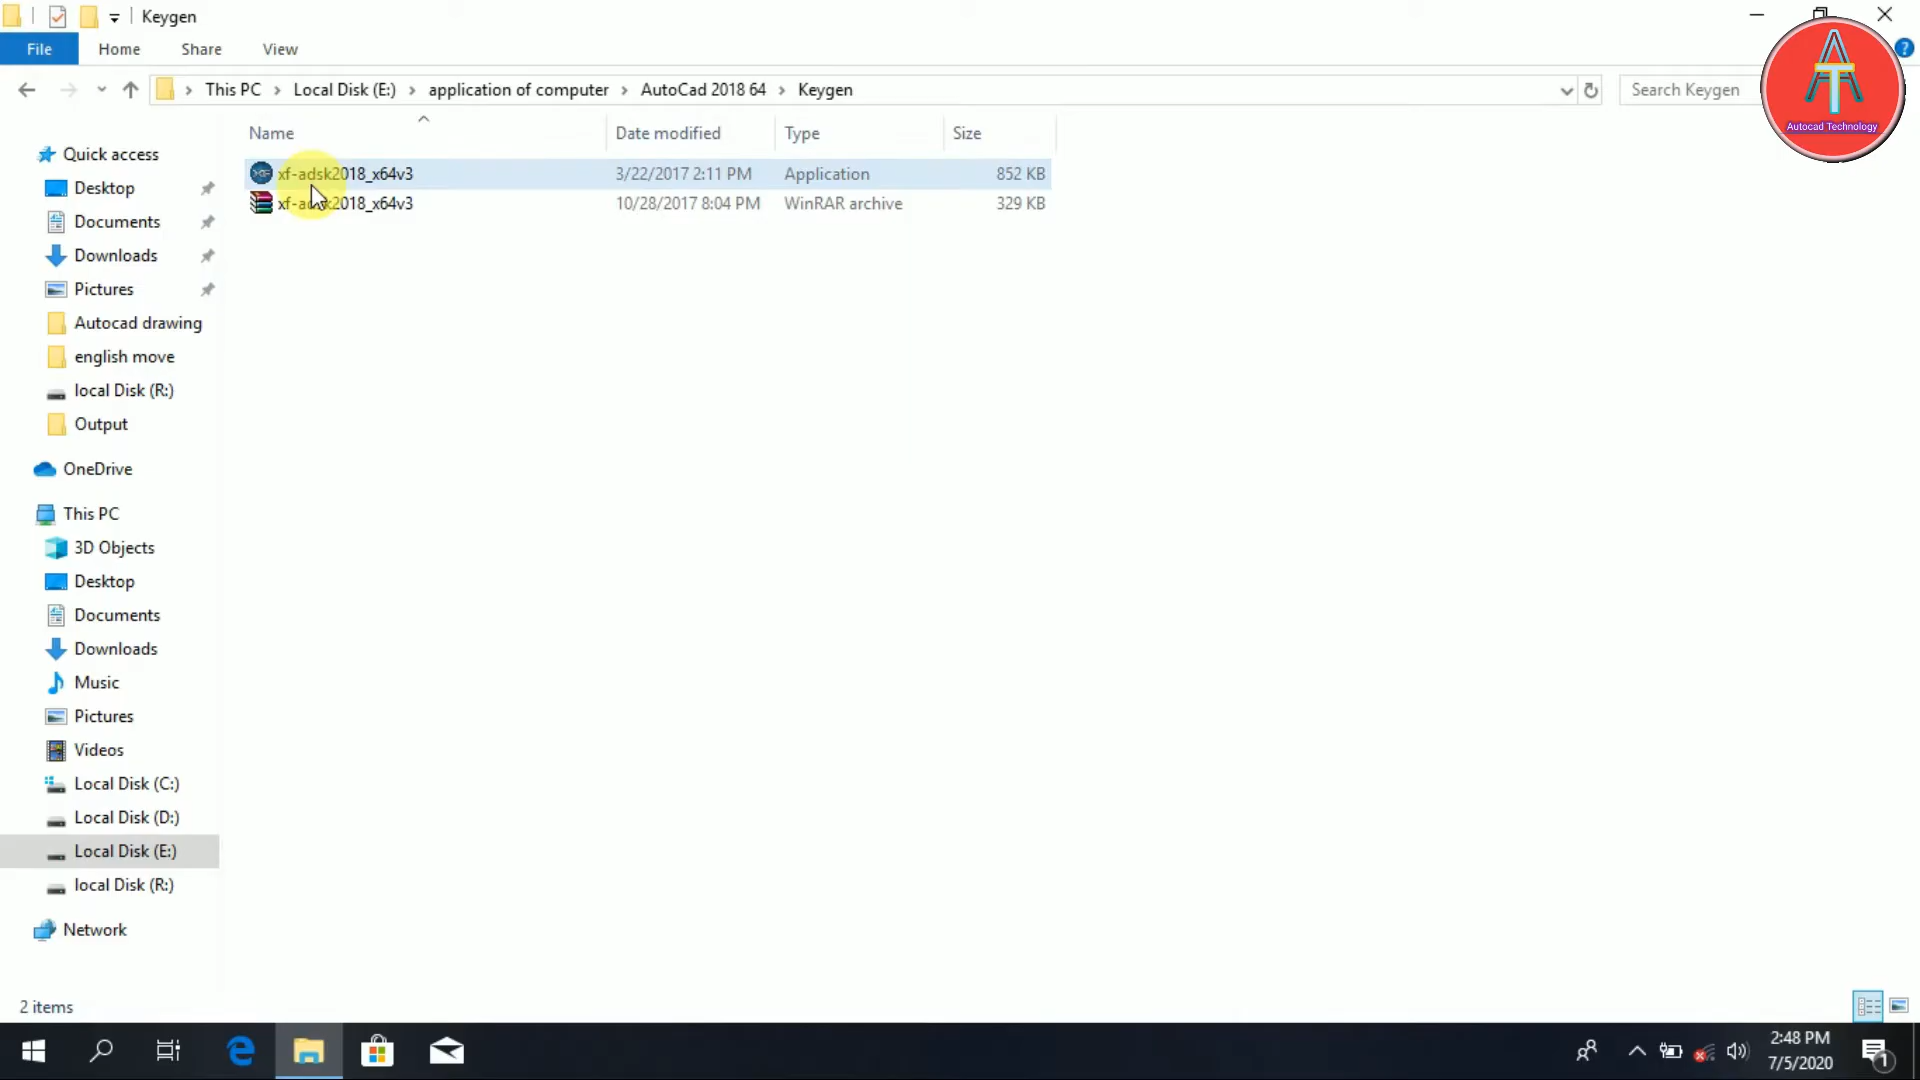 Keygen
File Home Share View
This PC Local Disk (E:) application of computer AutoCad 2018 64 Keygen
Search Keygen
Autocad Technology
Name Date modified Type Size
xf-adsk2018_x64v3 3/22/2017 2:11 PM Application 852 KB
xf-adsk2018_x64v3 10/28/2017 8:04 PM WinRAR archive 329 KB
Quick access
Desktop
Documents
Downloads
Pictures
Autocad drawing
english move
local Disk (R:)
Output
OneDrive
This PC
3D Objects
Desktop
Documents
Downloads
Music
Pictures
Videos
Local Disk (C:)
Local Disk (D:)
Local Disk (E:)
local Disk (R:)
Network
2 items
2:48 PM
7/5/2020
1